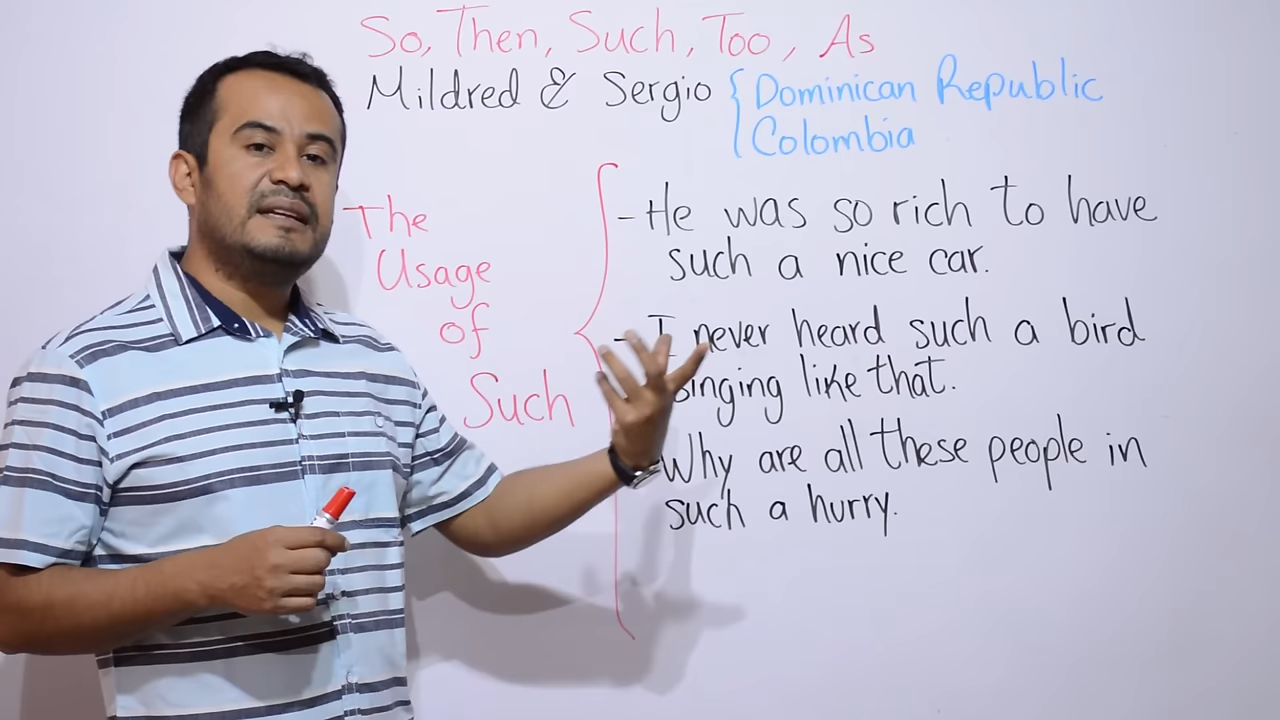 So, Then, Such, Too, As
Mildred & Sergio { Dominican Republic
Colombia
The
Usage
of
Such
- He was so rich to have
such a nice car.
- I never heard such a bird
singing like that.
Why are all these people in
such a hurry.